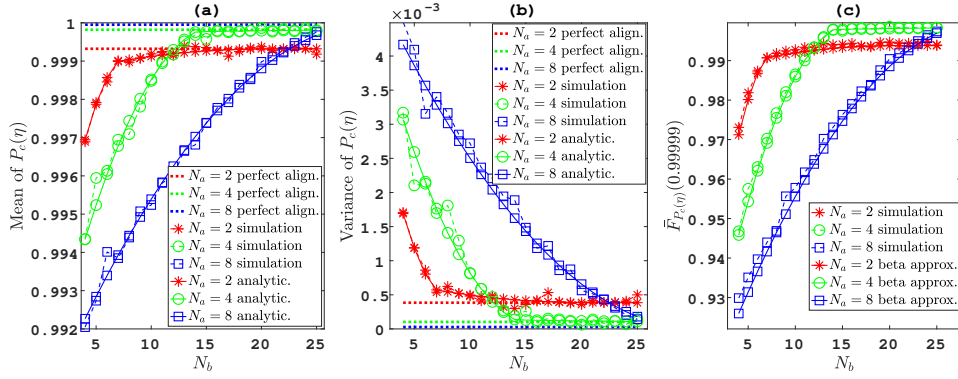 (a)
Mean of P_c(η)
1
0.999
0.998
0.997
0.996
0.995
0.994
0.993
0.992
5 10 15 20 25
N_b
N_a = 2 perfect align.
N_a = 4 perfect align.
N_a = 8 perfect align.
N_a = 2 simulation
N_a = 4 simulation
N_a = 8 simulation
N_a = 2 analytic.
N_a = 4 analytic.
N_a = 8 analytic.
(b)
×10^-3
Variance of P_c(η)
4
3.5
3
2.5
2
1.5
1
0.5
0
5 10 15 20 25
N_b
N_a = 2 perfect align.
N_a = 4 perfect align.
N_a = 8 perfect align.
N_a = 2 simulation
N_a = 4 simulation
N_a = 8 simulation
N_a = 2 analytic.
N_a = 4 analytic.
N_a = 8 analytic.
(c)
F̄_{P_c(η)}(0.99999)
1
0.99
0.98
0.97
0.96
0.95
0.94
0.93
5 10 15 20 25
N_b
N_a = 2 simulation
N_a = 4 simulation
N_a = 8 simulation
N_a = 2 beta approx.
N_a = 4 beta approx.
N_a = 8 beta approx.